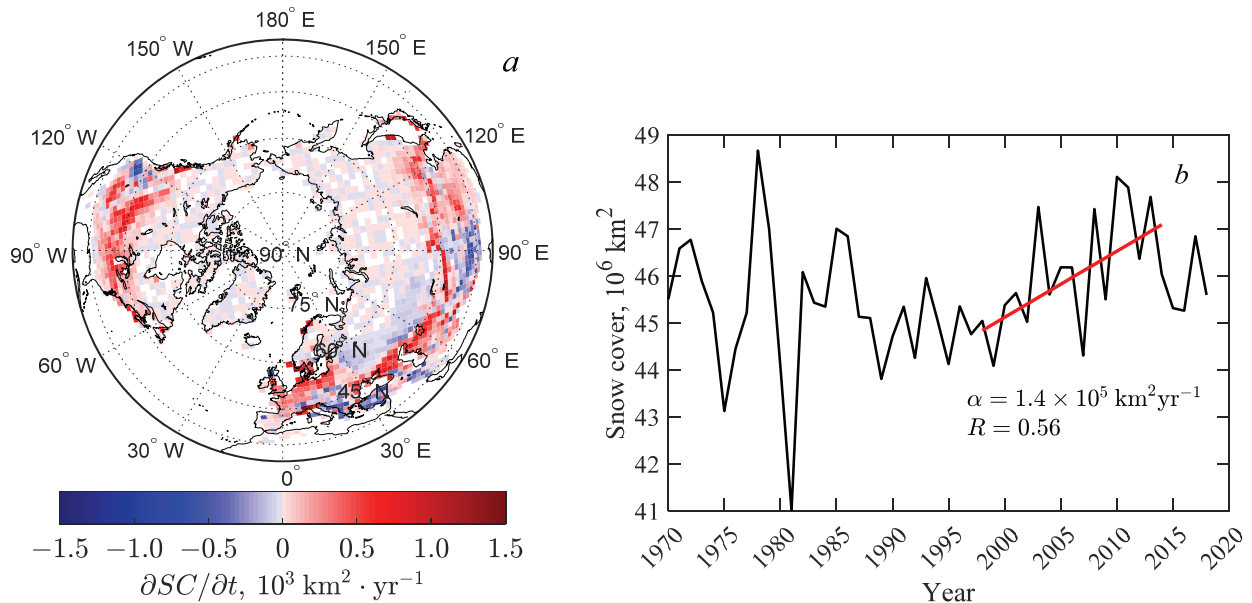 180° E
150° W
150° E
a
120° W
120° E
90° W
90° N
90° E
75° N
60° N
60° W
60° E
45° N
30° W
30° E
0°
−1.5 −1.0 −0.5 0 0.5 1.0 1.5
∂SC/∂t, 10³ km² · yr⁻¹
49
b
48
47
46
45
44
43
42
41
Snow cover, 10⁶ km²
α = 1.4 × 10⁵ km²yr⁻¹
R = 0.56
1970 1975 1980 1985 1990 1995 2000 2005 2010 2015 2020
Year